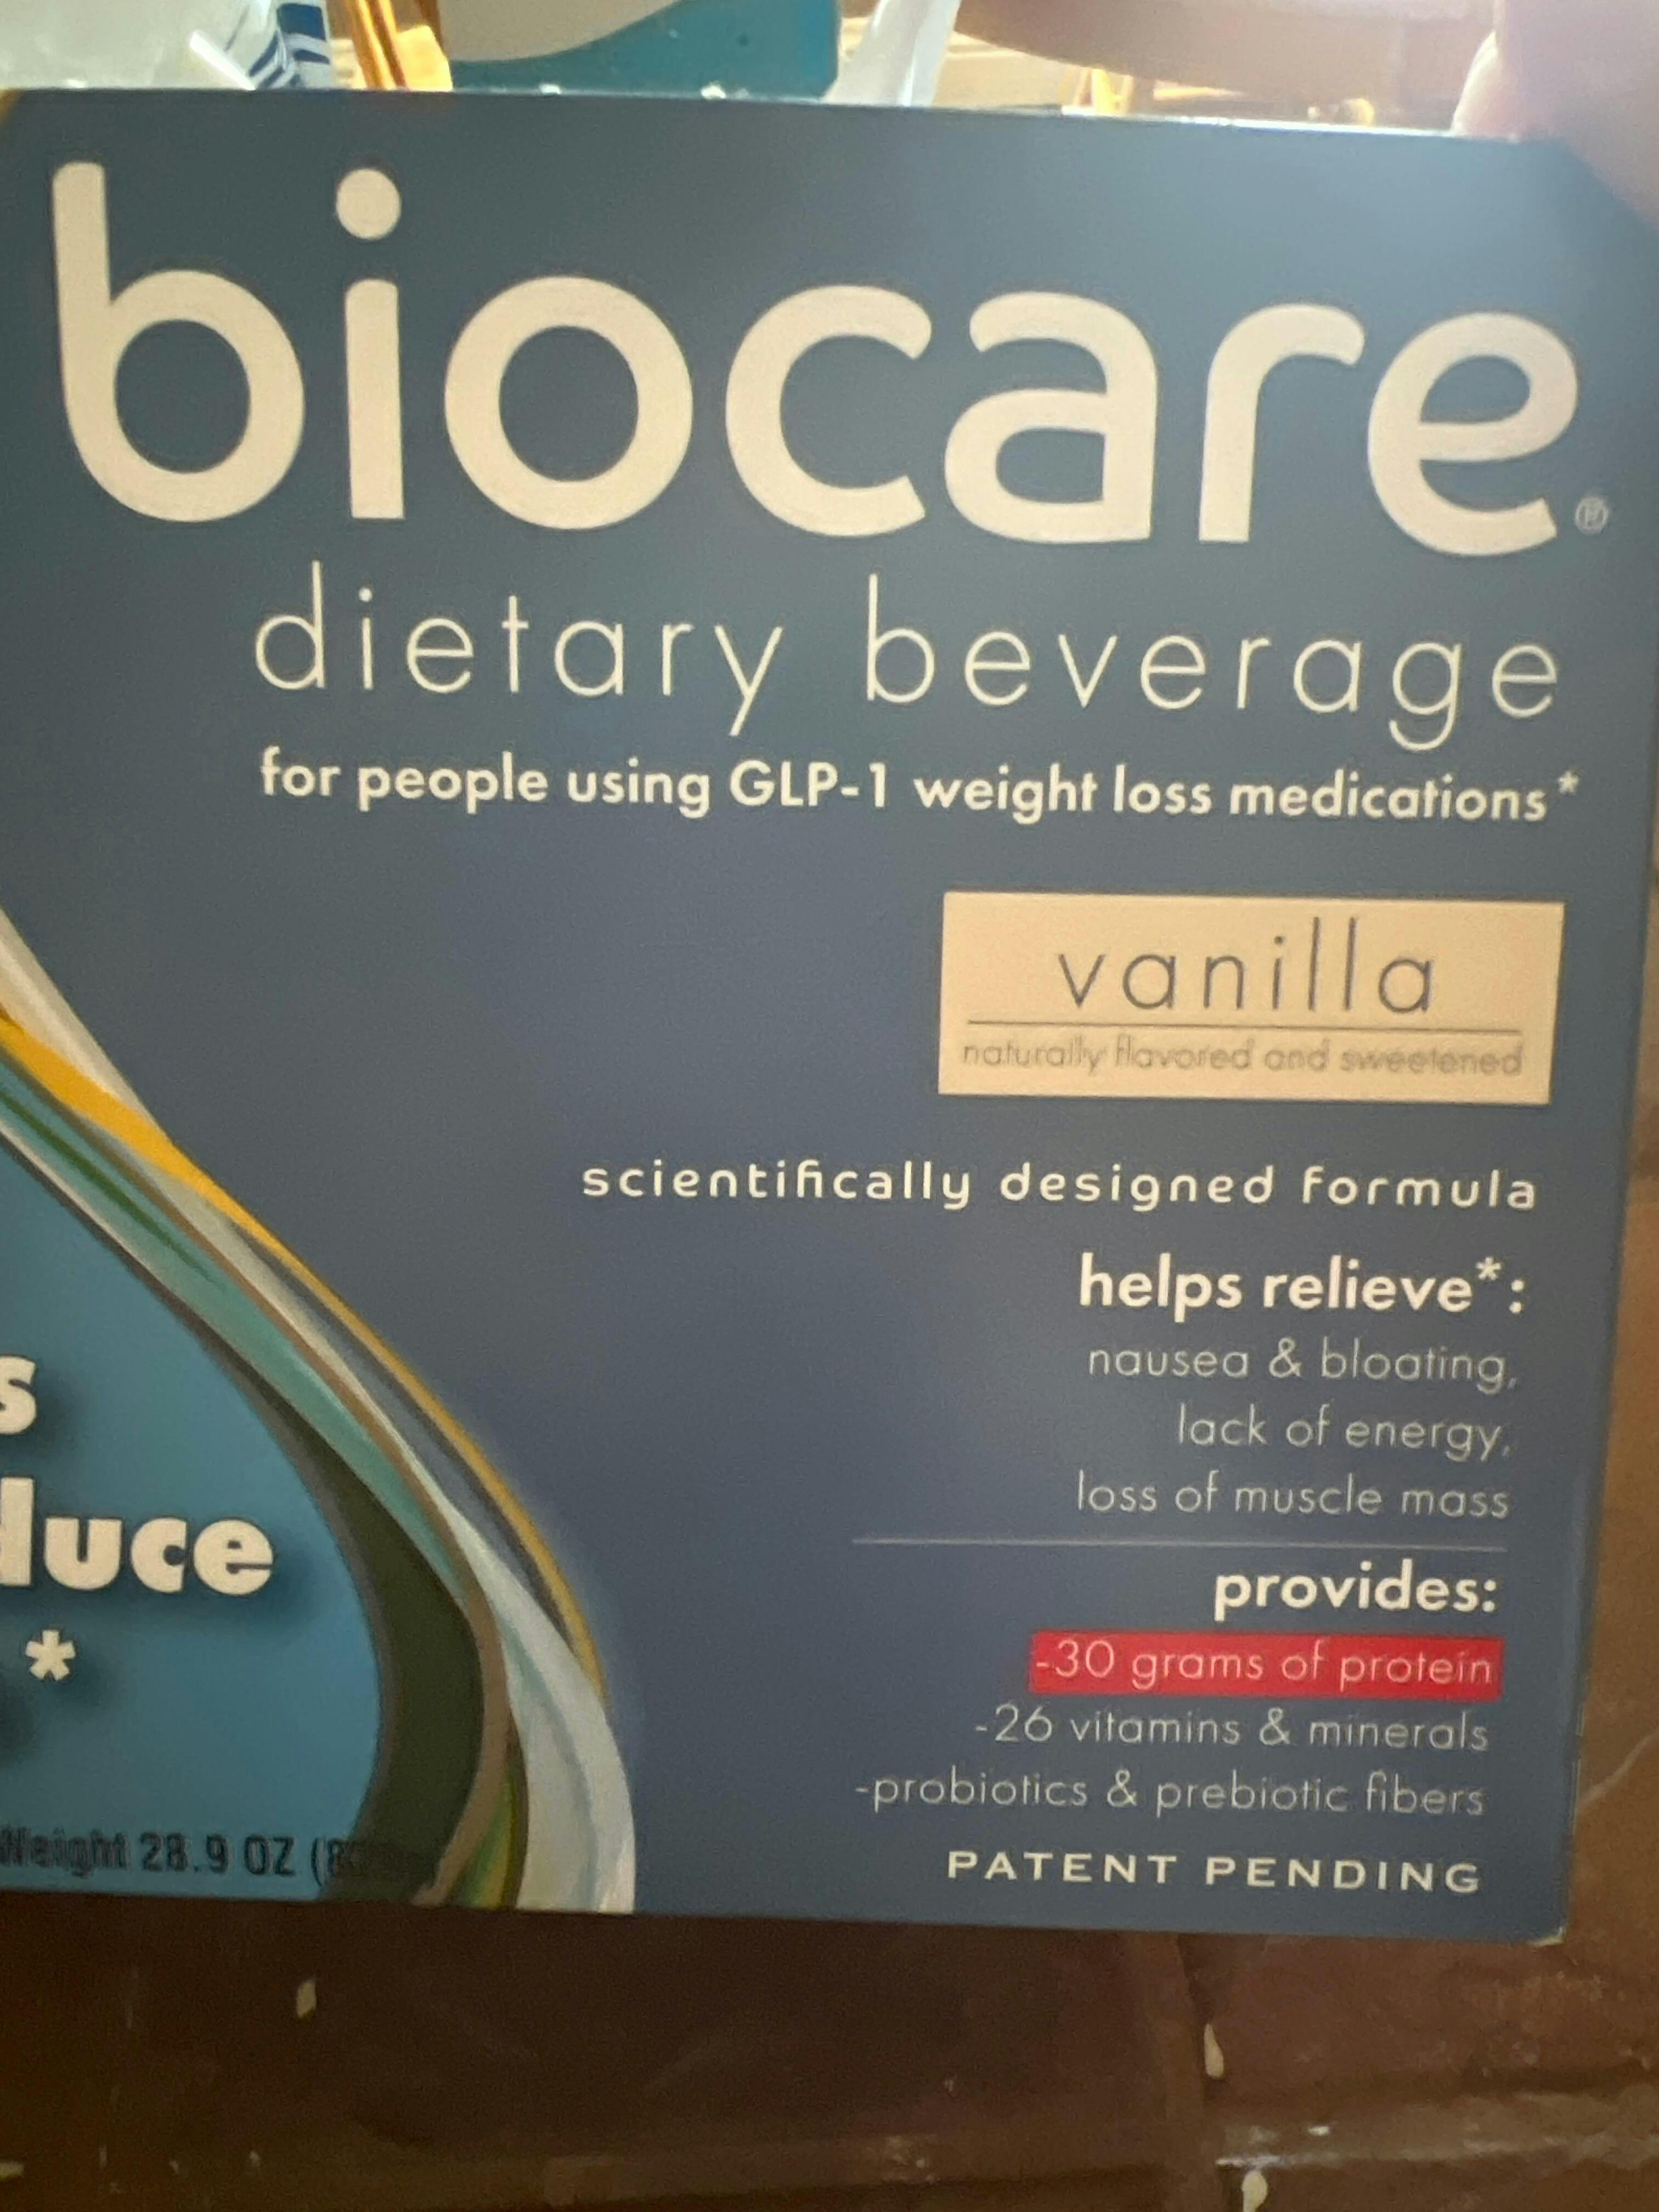 biocare®
dietary beverage
for people using GLP-1 weight loss medications*
vanilla
naturally flavored and sweetened
scientifically designed formula
helps relieve*:
nausea & bloating,
lack of energy,
loss of muscle mass
provides:
-30 grams of protein
-26 vitamins & minerals
-probiotics & prebiotic fibers
PATENT PENDING
s
duce
*
Weight 28.9 OZ (8